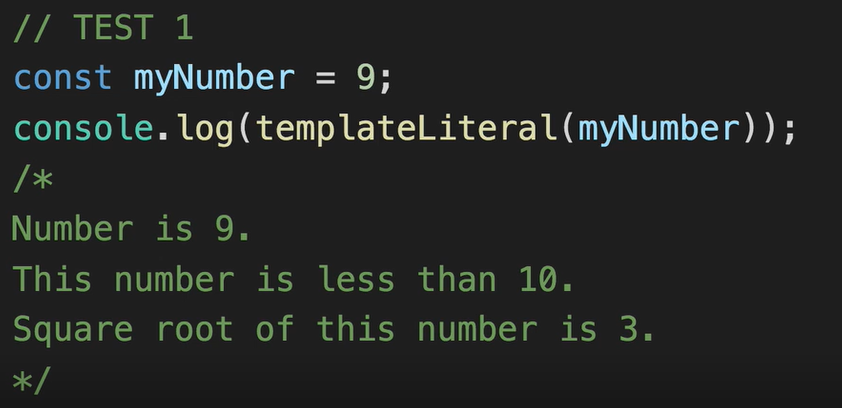 // TEST 1
const myNumber = 9;
console.log(templateLiteral(myNumber));
/*
Number is 9.
This number is less than 10.
Square root of this number is 3.
*/